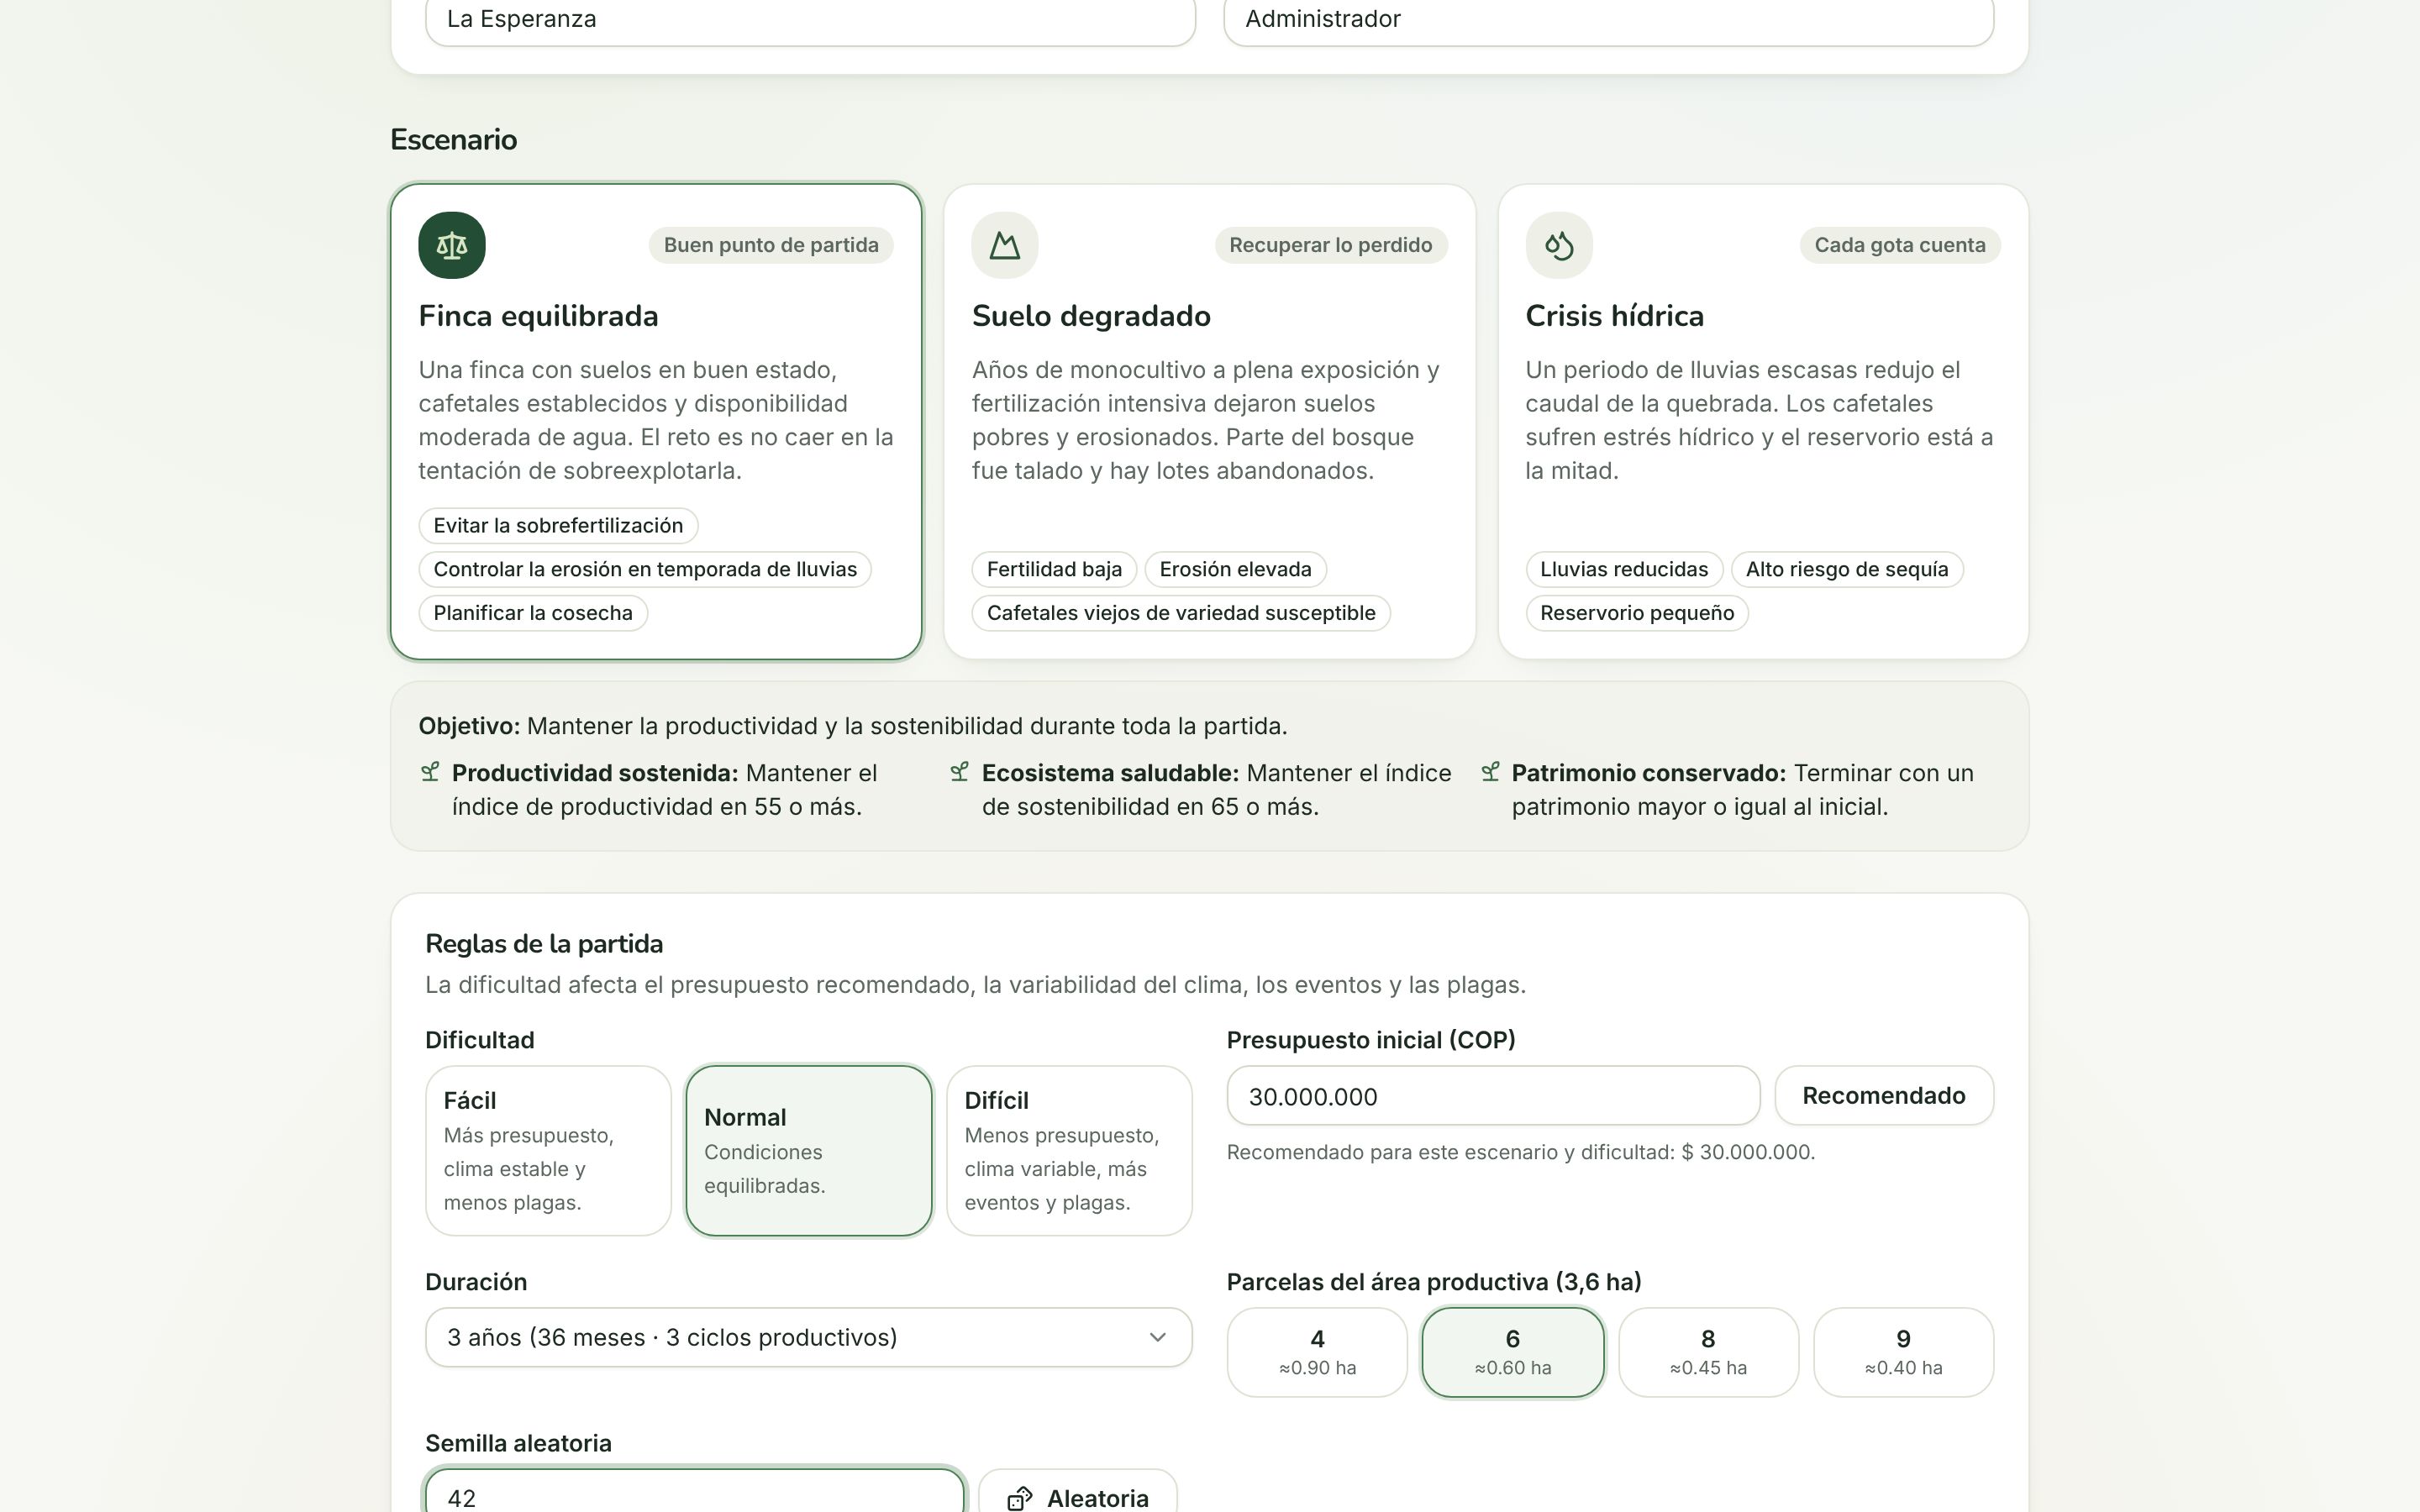 La Esperanza
Administrador
Escenario
Buen punto de partida
Finca equilibrada
Una finca con suelos en buen estado,
cafetales establecidos y disponibilidad
moderada de agua. El reto es no caer en la
tentación de sobreexplotarla.
Evitar la sobrefertilización
Controlar la erosión en temporada de lluvias
Planificar la cosecha
Recuperar lo perdido
Suelo degradado
Años de monocultivo a plena exposición y
fertilización intensiva dejaron suelos
pobres y erosionados. Parte del bosque
fue talado y hay lotes abandonados.
Fertilidad baja
Erosión elevada
Cafetales viejos de variedad susceptible
Cada gota cuenta
Crisis hídrica
Un periodo de lluvias escasas redujo el
caudal de la quebrada. Los cafetales
sufren estrés hídrico y el reservorio está a
la mitad.
Lluvias reducidas
Alto riesgo de sequía
Reservorio pequeño
Objetivo: Mantener la productividad y la sostenibilidad durante toda la partida.
Productividad sostenida: Mantener el
índice de productividad en 55 o más.
Ecosistema saludable: Mantener el índice
de sostenibilidad en 65 o más.
Patrimonio conservado: Terminar con un
patrimonio mayor o igual al inicial.
Reglas de la partida
La dificultad afecta el presupuesto recomendado, la variabilidad del clima, los eventos y las plagas.
Dificultad
Fácil
Más presupuesto,
clima estable y
menos plagas.
Normal
Condiciones
equilibradas.
Difícil
Menos presupuesto,
clima variable, más
eventos y plagas.
Presupuesto inicial (COP)
30.000.000
Recomendado
Recomendado para este escenario y dificultad: $ 30.000.000.
Duración
3 años (36 meses · 3 ciclos productivos)
Parcelas del área productiva (3,6 ha)
4
≈0.90 ha
6
≈0.60 ha
8
≈0.45 ha
9
≈0.40 ha
Semilla aleatoria
42
Aleatoria